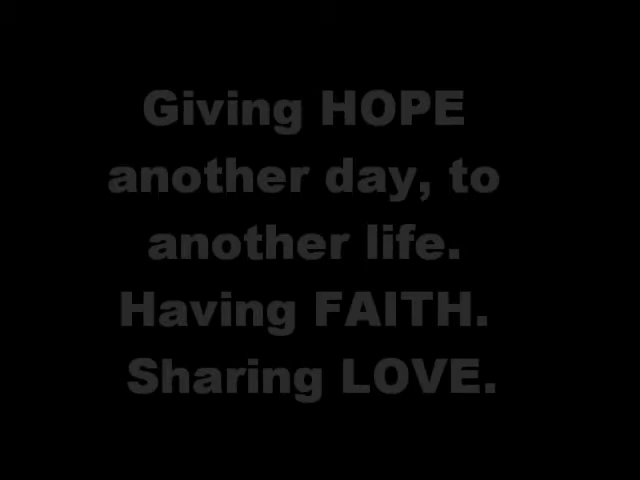 Giving HOPE
another day, to
another life.
Having FAITH.
Sharing LOVE.